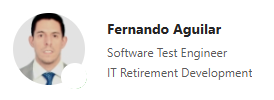 Fernando Aguilar
Software Test Engineer
IT Retirement Development